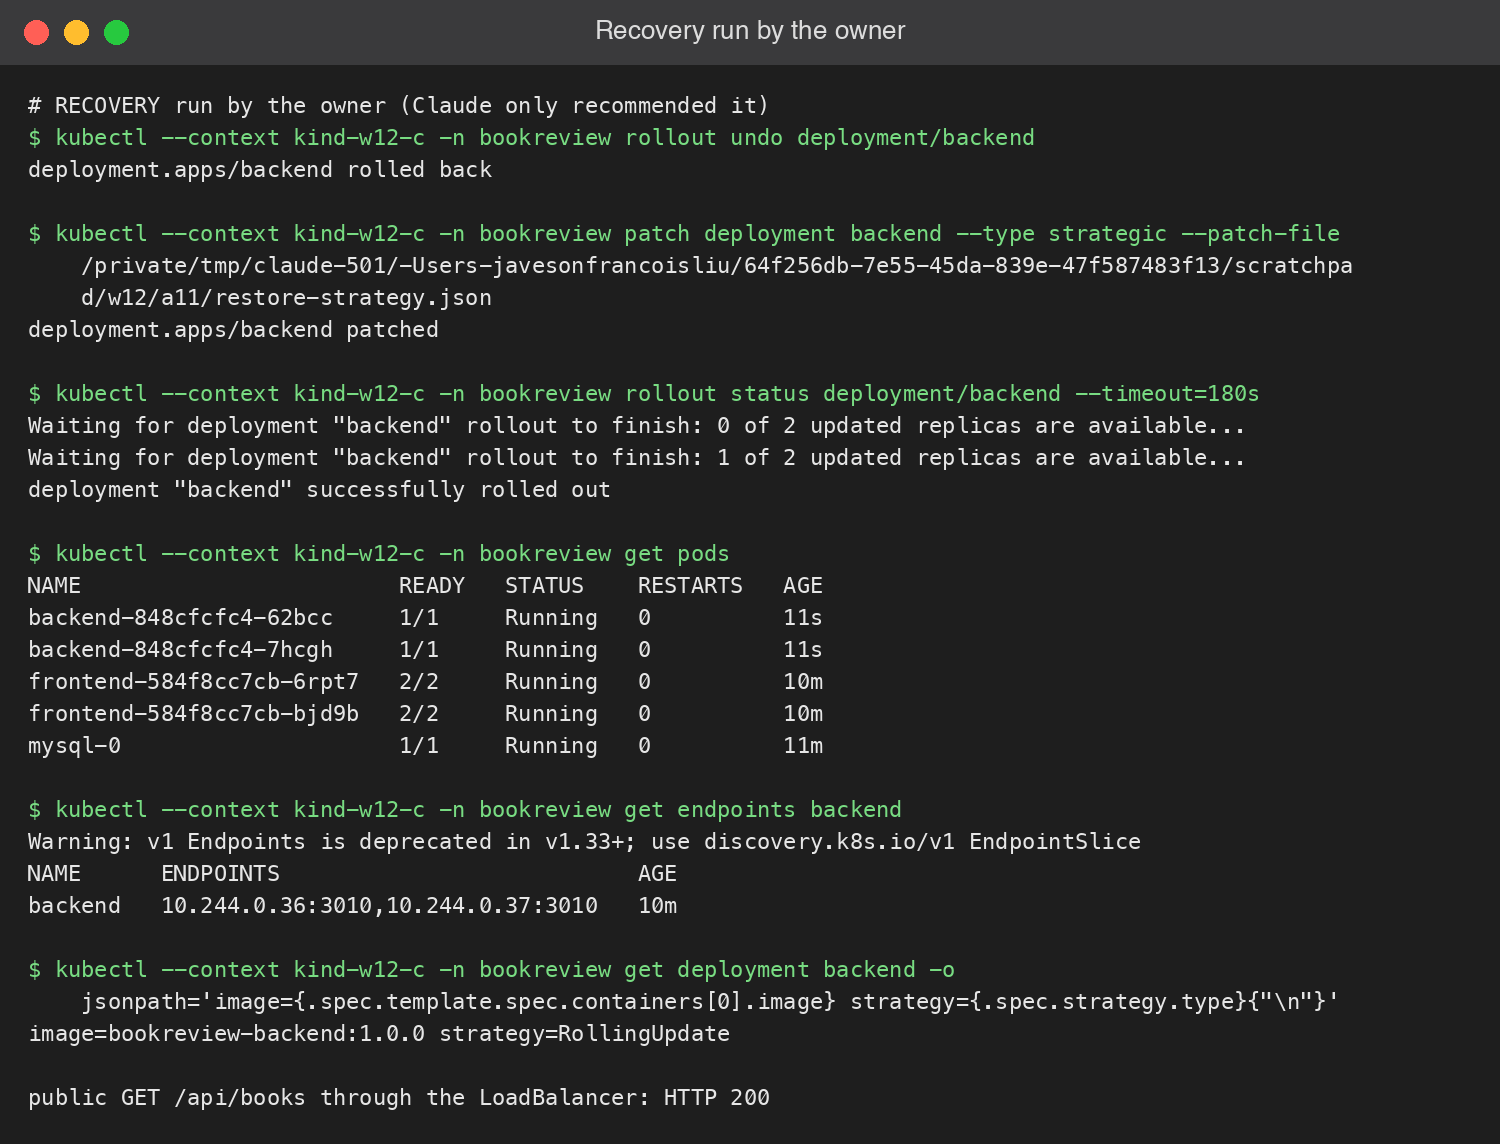 Recovery run by the owner
# RECOVERY run by the owner (Claude only recommended it)
$ kubectl --context kind-w12-c -n bookreview rollout undo deployment/backend
deployment.apps/backend rolled back
$ kubectl --context kind-w12-c -n bookreview patch deployment backend --type strategic --patch-file
/private/tmp/claude-501/-Users-javesonfrancoisliu/64f256db-7e55-45da-839e-47f587483f13/scratchpa
d/w12/a11/restore-strategy.json
deployment.apps/backend patched
$ kubectl --context kind-w12-c -n bookreview rollout status deployment/backend --timeout=180s
Waiting for deployment "backend" rollout to finish: 0 of 2 updated replicas are available...
Waiting for deployment "backend" rollout to finish: 1 of 2 updated replicas are available...
deployment "backend" successfully rolled out
$ kubectl --context kind-w12-c -n bookreview get pods
NAME                        READY   STATUS    RESTARTS   AGE
backend-848cfcfc4-62bcc     1/1     Running   0          11s
backend-848cfcfc4-7hcgh     1/1     Running   0          11s
frontend-584f8cc7cb-6rpt7   2/2     Running   0          10m
frontend-584f8cc7cb-bjd9b   2/2     Running   0          10m
mysql-0                     1/1     Running   0          11m
$ kubectl --context kind-w12-c -n bookreview get endpoints backend
Warning: v1 Endpoints is deprecated in v1.33+; use discovery.k8s.io/v1 EndpointSlice
NAME      ENDPOINTS                           AGE
backend   10.244.0.36:3010,10.244.0.37:3010   10m
$ kubectl --context kind-w12-c -n bookreview get deployment backend -o
jsonpath='image={.spec.template.spec.containers[0].image} strategy={.spec.strategy.type}{"\n"}'
image=bookreview-backend:1.0.0 strategy=RollingUpdate
public GET /api/books through the LoadBalancer: HTTP 200